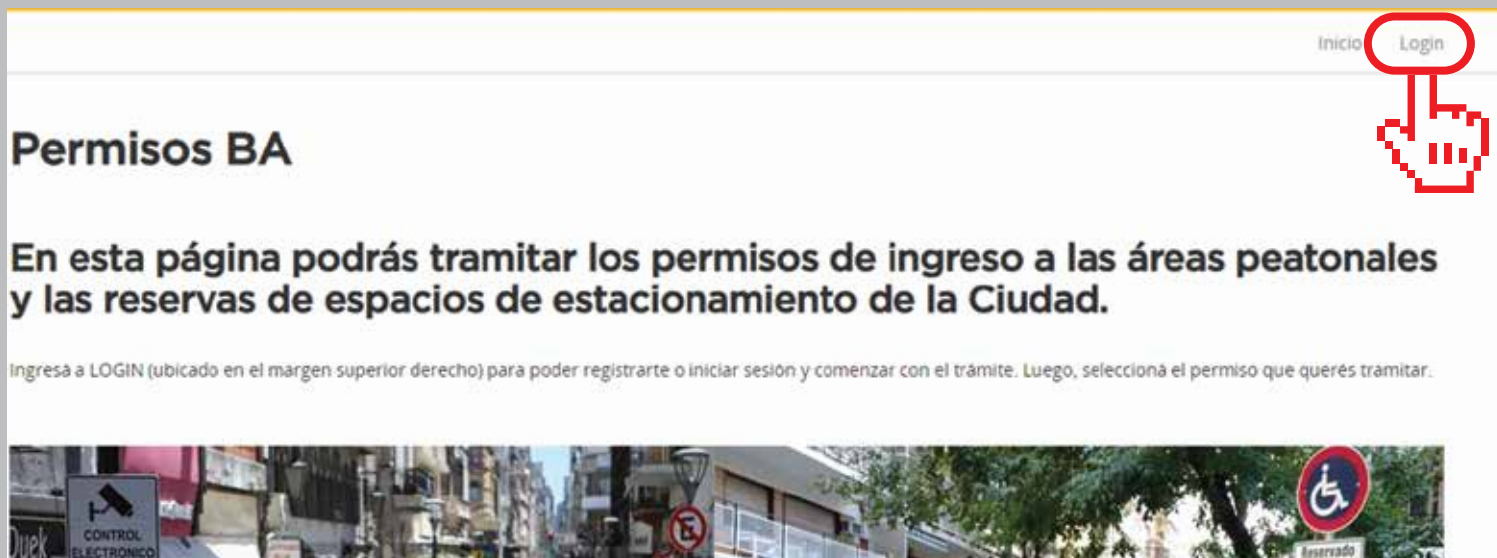 Inicio Login
Permisos BA
En esta página podrás tramitar los permisos de ingreso a las áreas peatonales
y las reservas de espacios de estacionamiento de la Ciudad.
Ingresá a LOGIN (ubicado en el margen superior derecho) para poder registrarte o iniciar sesión y comenzar con el trámite. Luego, seleccioná el permiso que querés tramitar.
Duek
CONTROL
ELECTRONICO
Reservado